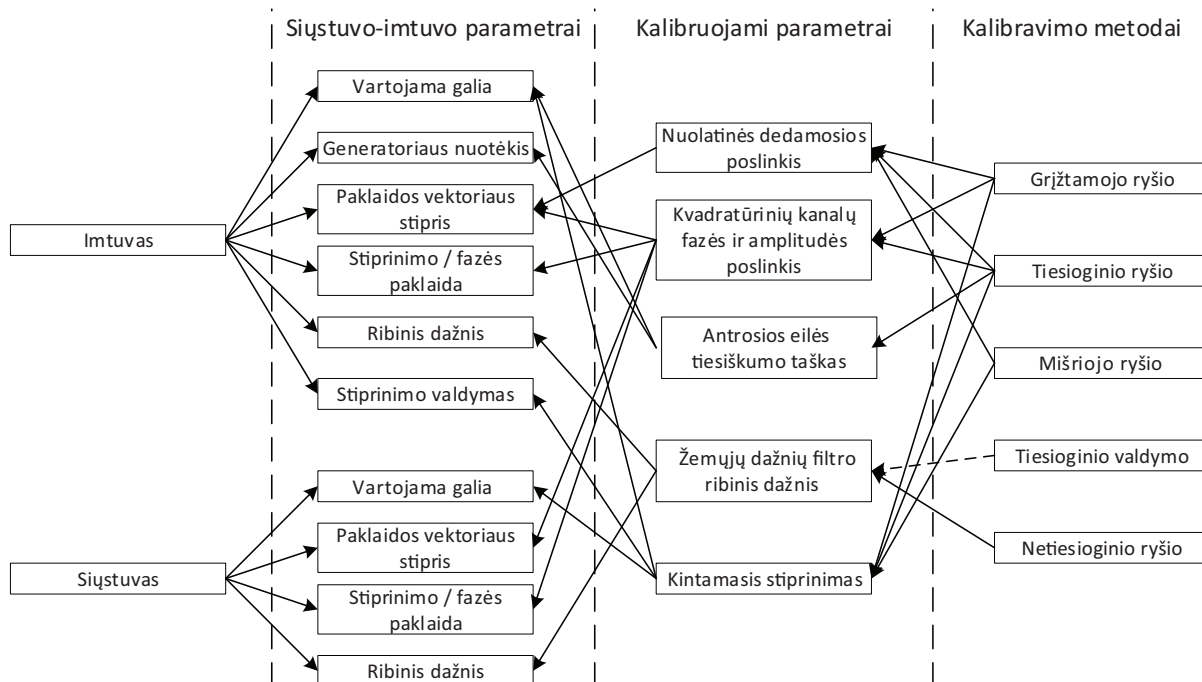 Siųstuvo-imtuvo parametrai
Kalibruojami parametrai
Kalibravimo metodai
Imtuvas
Siųstuvas
Vartojama galia
Generatoriaus nuotėkis
Paklaidos vektoriaus
stipris
Stiprinimo / fazės
paklaida
Ribinis dažnis
Stiprinimo valdymas
Vartojama galia
Paklaidos vektoriaus
stipris
Stiprinimo / fazės
paklaida
Ribinis dažnis
Nuolatinės dedamosios
poslinkis
Kvadratūrinių kanalų
fazės ir amplitudės
poslinkis
Antrosios eilės
tiesiškumo taškas
Žemųjų dažnių filtro
ribinis dažnis
Kintamasis stiprinimas
Grįžtamojo ryšio
Tiesioginio ryšio
Mišriojo ryšio
Tiesioginio valdymo
Netiesioginio ryšio